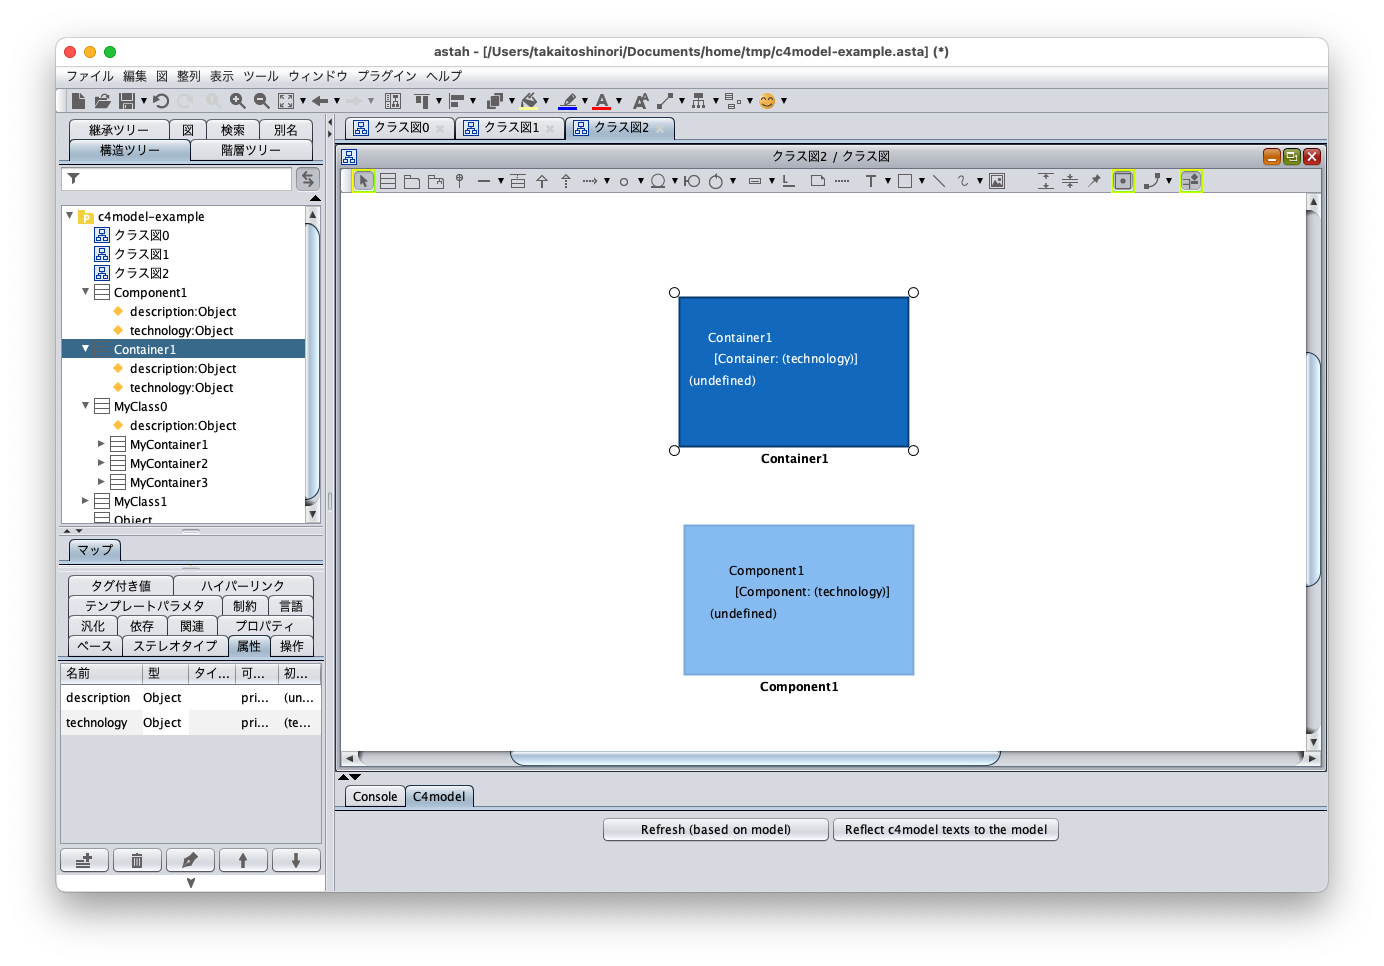 astah - [/Users/takaitoshinori/Documents/home/tmp/c4model-example.asta] (*)
ファイル 編集 図 整列 表示 ツール ウィンドウ プラグイン ヘルプ
継承ツリー 図 検索 別名
構造ツリー 階層ツリー
c4model-example
クラス図0
クラス図1
クラス図2
Component1
description:Object
technology:Object
Container1
description:Object
technology:Object
MyClass0
description:Object
MyContainer1
MyContainer2
MyContainer3
MyClass1
Object
マップ
タグ付き値 ハイパーリンク
テンプレートパラメタ 制約 言語
汎化 依存 関連 プロパティ
ベース ステレオタイプ 属性 操作
名前 型 タイ... 可... 初...
description Object pri... (un...
technology Object pri... (te...
クラス図0 クラス図1 クラス図2
クラス図2 / クラス図
Container1
[Container: (technology)]
(undefined)
Container1
Component1
[Component: (technology)]
(undefined)
Component1
Console C4model
Refresh (based on model) Reflect c4model texts to the model